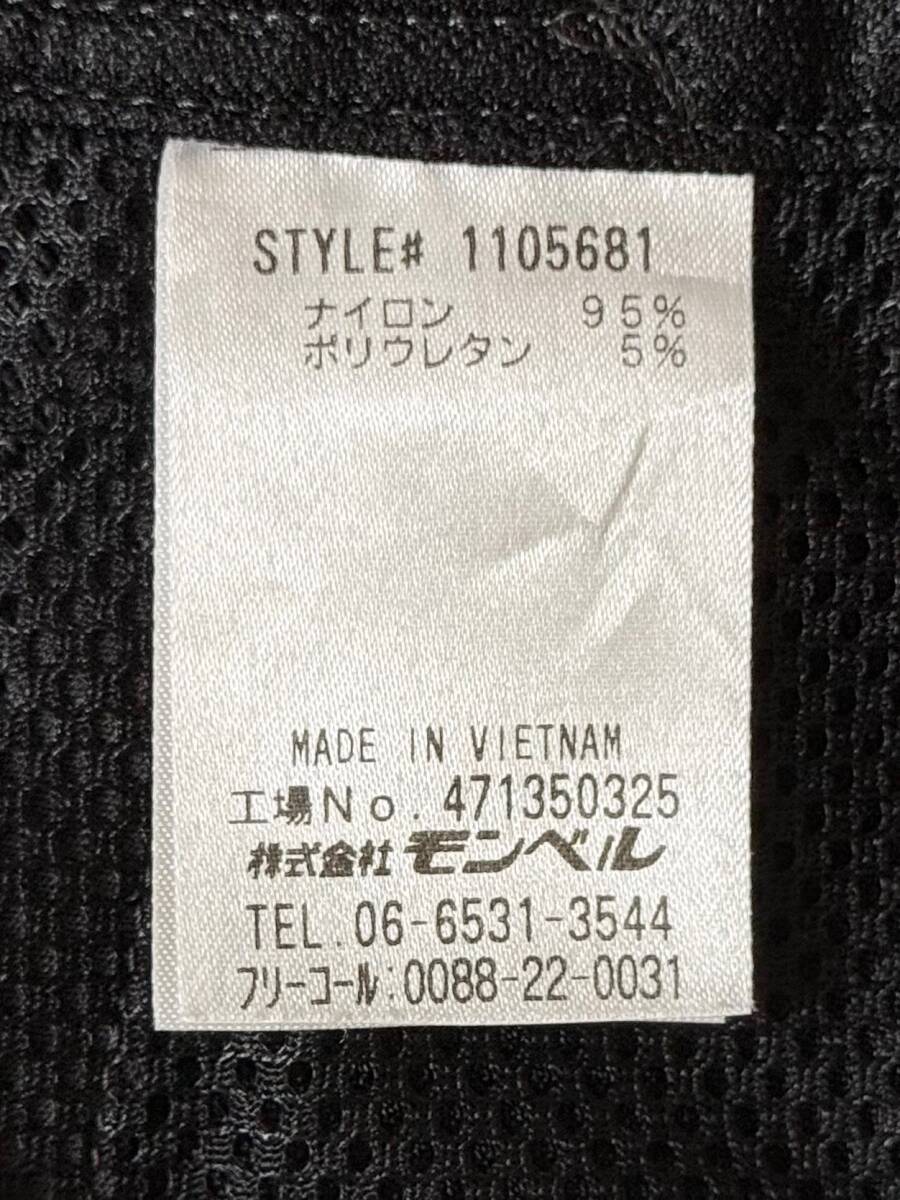 STYLE# 1105681
ナイロン 95%
ポリウレタン 5%
MADE IN VIETNAM
工場No. 471350325
株式会社 モンベル
TEL.06-6531-3544
フリーコール:0088-22-0031